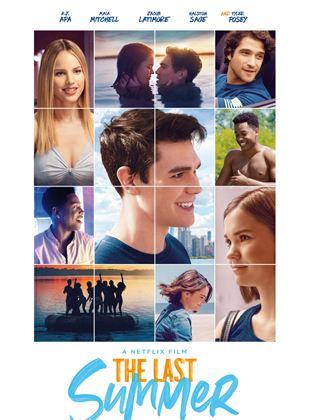 K.J. APA
MAIA MITCHELL
JACOB LATIMORE
HALSTON SAGE
AND TYLER POSEY
A NETFLIX FILM
THE LAST
Summer